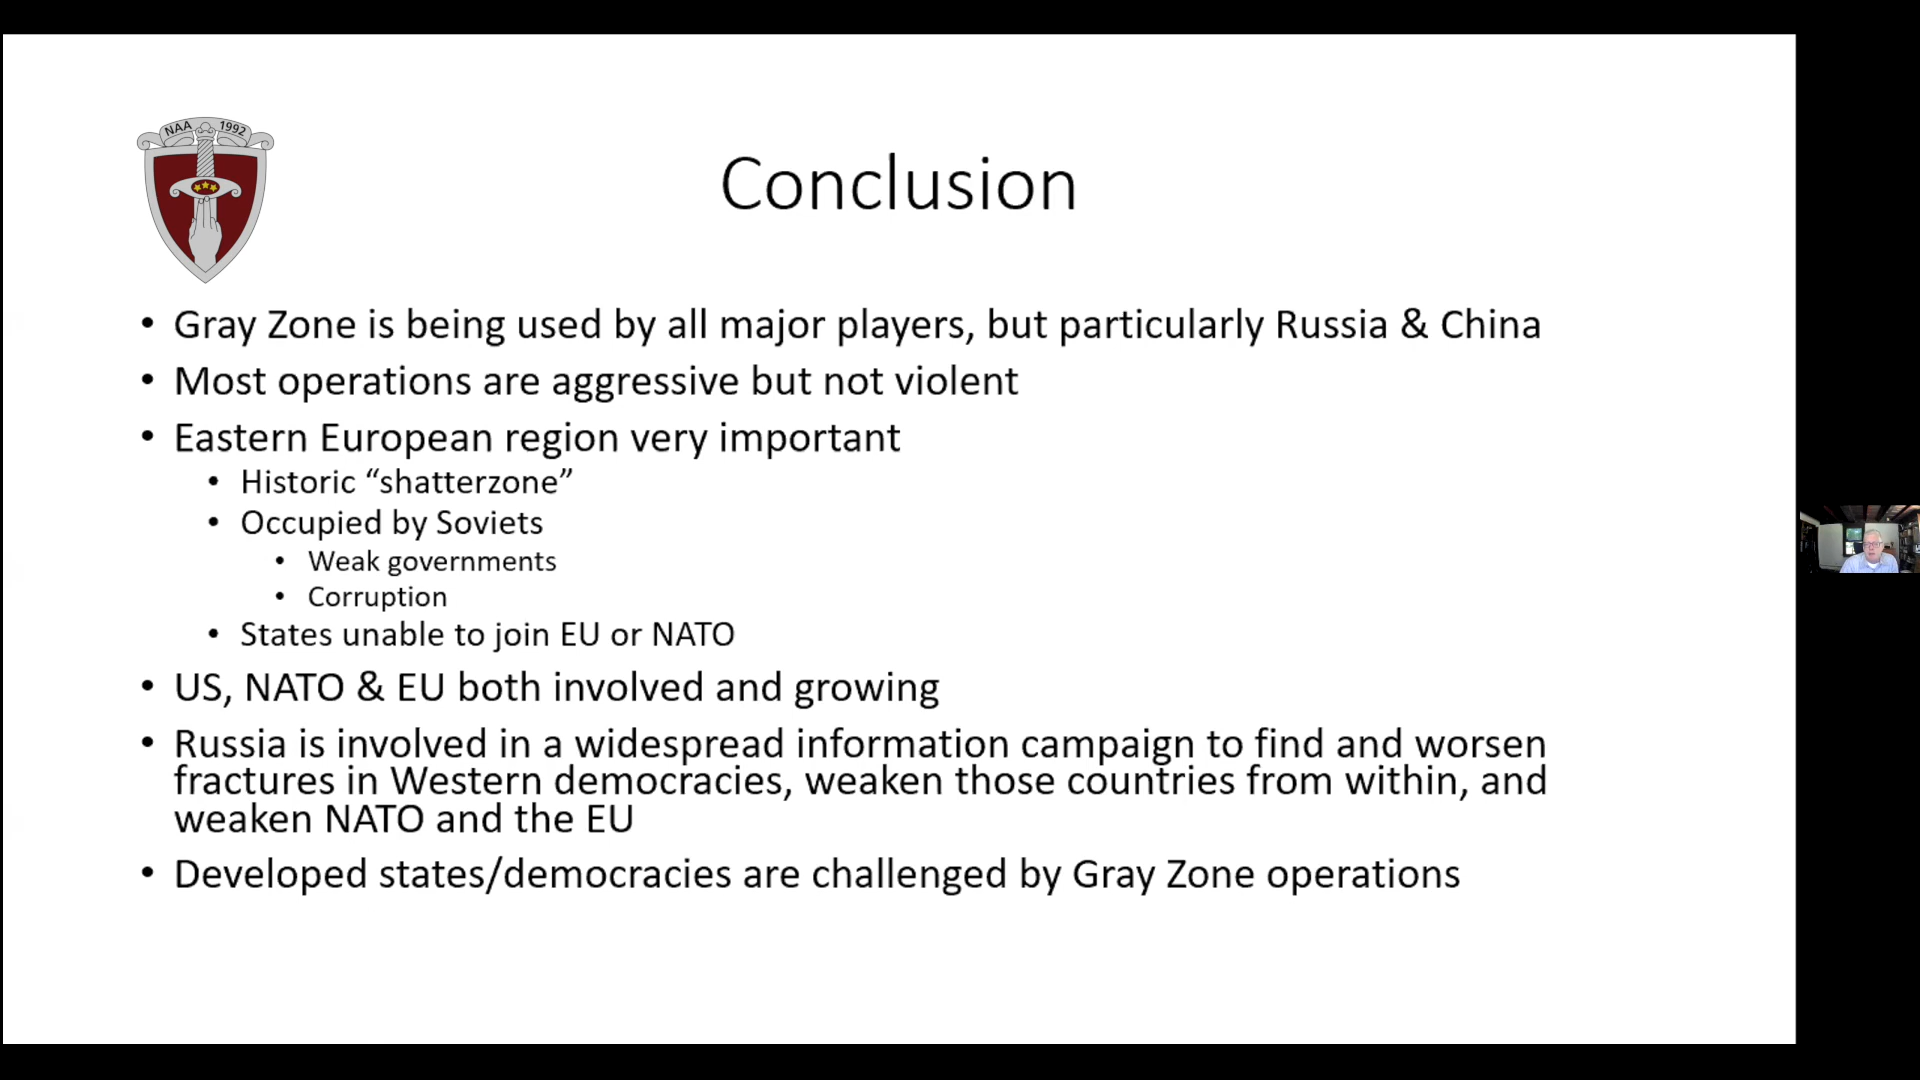 NAA 1992
Conclusion
• Gray Zone is being used by all major players, but particularly Russia & China
• Most operations are aggressive but not violent
• Eastern European region very important
• Historic “shatterzone”
• Occupied by Soviets
• Weak governments
• Corruption
• States unable to join EU or NATO
• US, NATO & EU both involved and growing
• Russia is involved in a widespread information campaign to find and worsen
fractures in Western democracies, weaken those countries from within, and
weaken NATO and the EU
• Developed states/democracies are challenged by Gray Zone operations